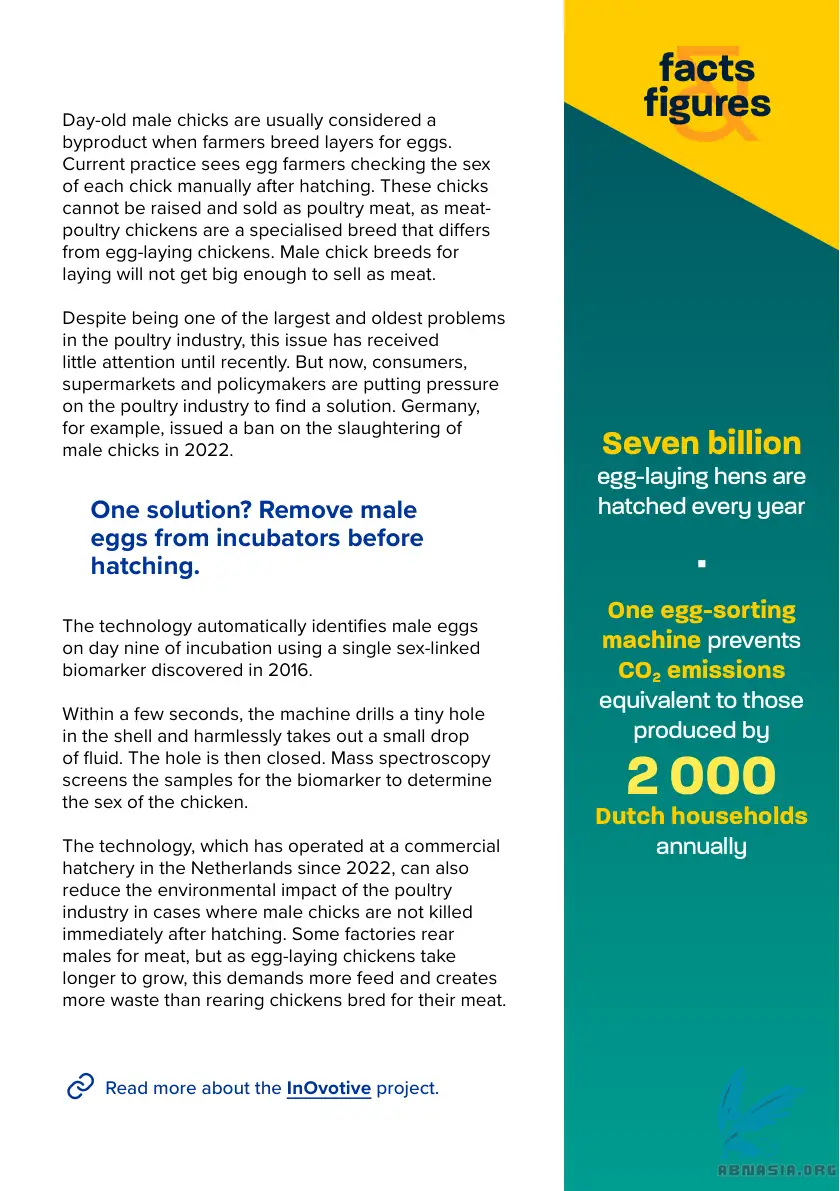 Day-old male chicks are usually considered a
byproduct when farmers breed layers for eggs.
Current practice sees egg farmers checking the sex
of each chick manually after hatching. These chicks
cannot be raised and sold as poultry meat, as meat-
poultry chickens are a specialised breed that differs
from egg-laying chickens. Male chick breeds for
laying will not get big enough to sell as meat.
Despite being one of the largest and oldest problems
in the poultry industry, this issue has received
little attention until recently. But now, consumers,
supermarkets and policymakers are putting pressure
on the poultry industry to find a solution. Germany,
for example, issued a ban on the slaughtering of
male chicks in 2022.
One solution? Remove male
eggs from incubators before
hatching.
The technology automatically identifies male eggs
on day nine of incubation using a single sex-linked
biomarker discovered in 2016.
Within a few seconds, the machine drills a tiny hole
in the shell and harmlessly takes out a small drop
of fluid. The hole is then closed. Mass spectroscopy
screens the samples for the biomarker to determine
the sex of the chicken.
The technology, which has operated at a commercial
hatchery in the Netherlands since 2022, can also
reduce the environmental impact of the poultry
industry in cases where male chicks are not killed
immediately after hatching. Some factories rear
males for meat, but as egg-laying chickens take
longer to grow, this demands more feed and creates
more waste than rearing chickens bred for their meat.
Read more about the InOvotive project.
facts
&
figures
Seven billion
egg-laying hens are
hatched every year
One egg-sorting
machine prevents
CO₂ emissions
equivalent to those
produced by
2 000
Dutch households
annually
ABNASIA.ORG